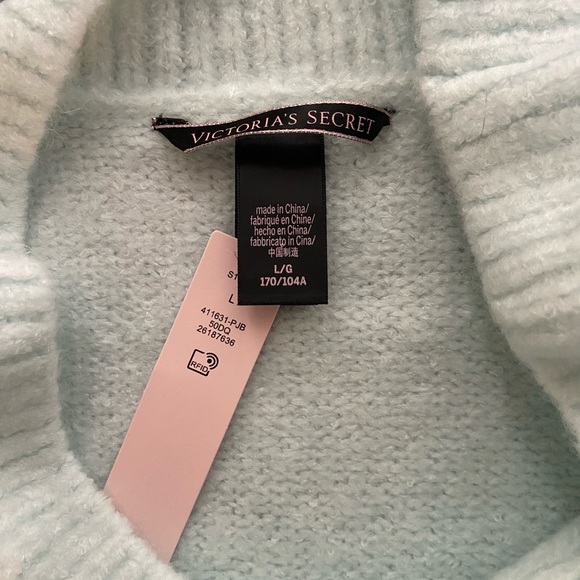 VICTORIA'S SECRET
made in China/
fabriqué en Chine/
hecho en China/
fabbricato in Cina/
中国制造
L/G
170/104A
L
411631-PJB
50DQ
26187636
RFID